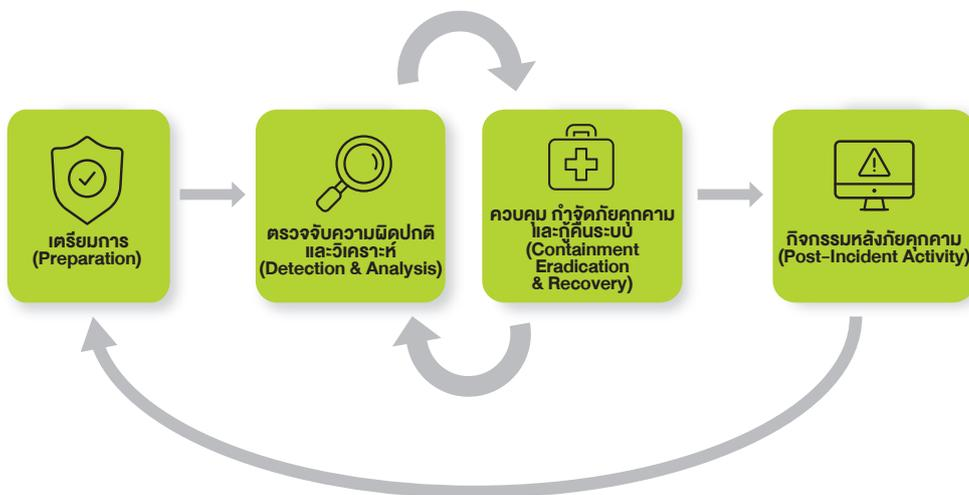 เตรียมการ
(Preparation)
ตรวจจับความผิดปกติ
และวิเคราะห์
(Detection & Analysis)
ควบคุม กำจัดภัยคุกคาม
และกู้คืนระบบ
(Containment
Eradication
& Recovery)
กิจกรรมหลังภัยคุกคาม
(Post-Incident Activity)